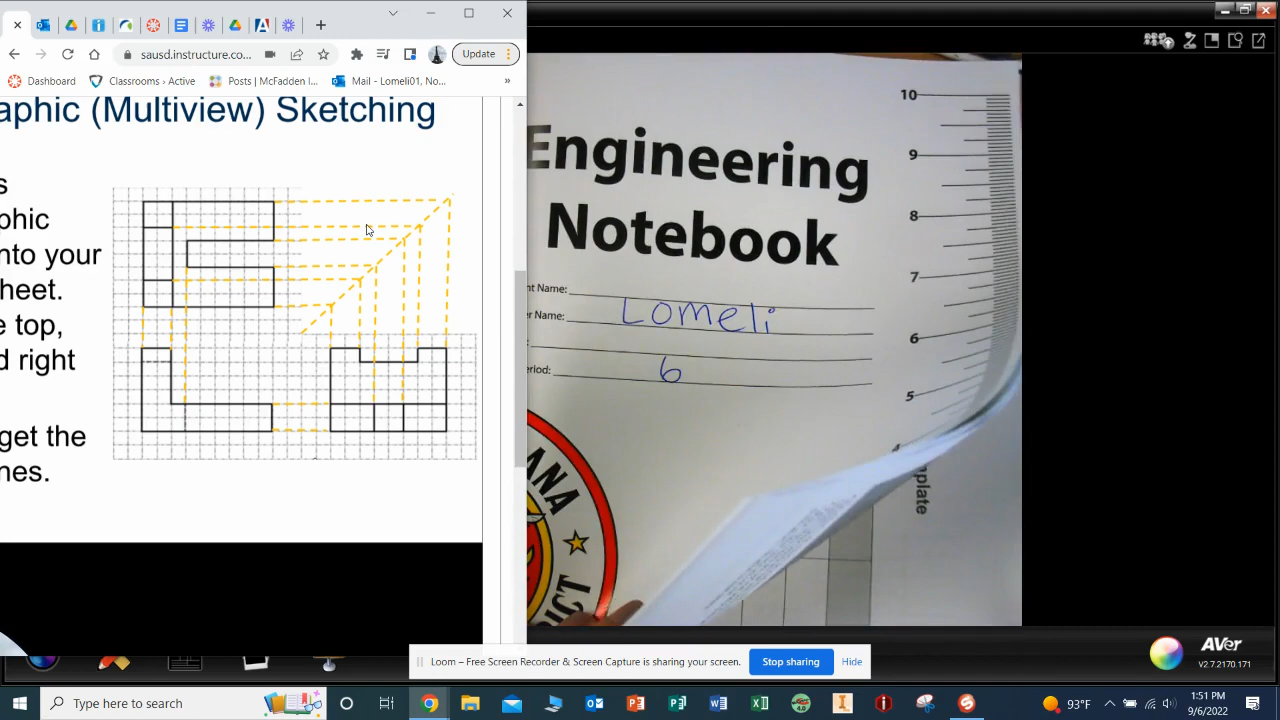 Update
sausd.instructure.co...
Dashboard
Classrooms › Active
Posts | McFadden I...
Mail - Lomeli01, No...
»
aphic (Multiview) Sketching
s
phic
nto your
heet.
e top,
d right
get the
nes.
Engineering
Notebook
nt Name:
er Name: Lomeli
:
eriod: 6
10
9
8
7
6
5
4
plate
ANA
ICT
Loom – Free Screen Recorder & Screen Capture is sharing your screen.
Stop sharing
Hide
AVer
v2.7.2170.171
Type here to search
93°F
1:51 PM
9/6/2022